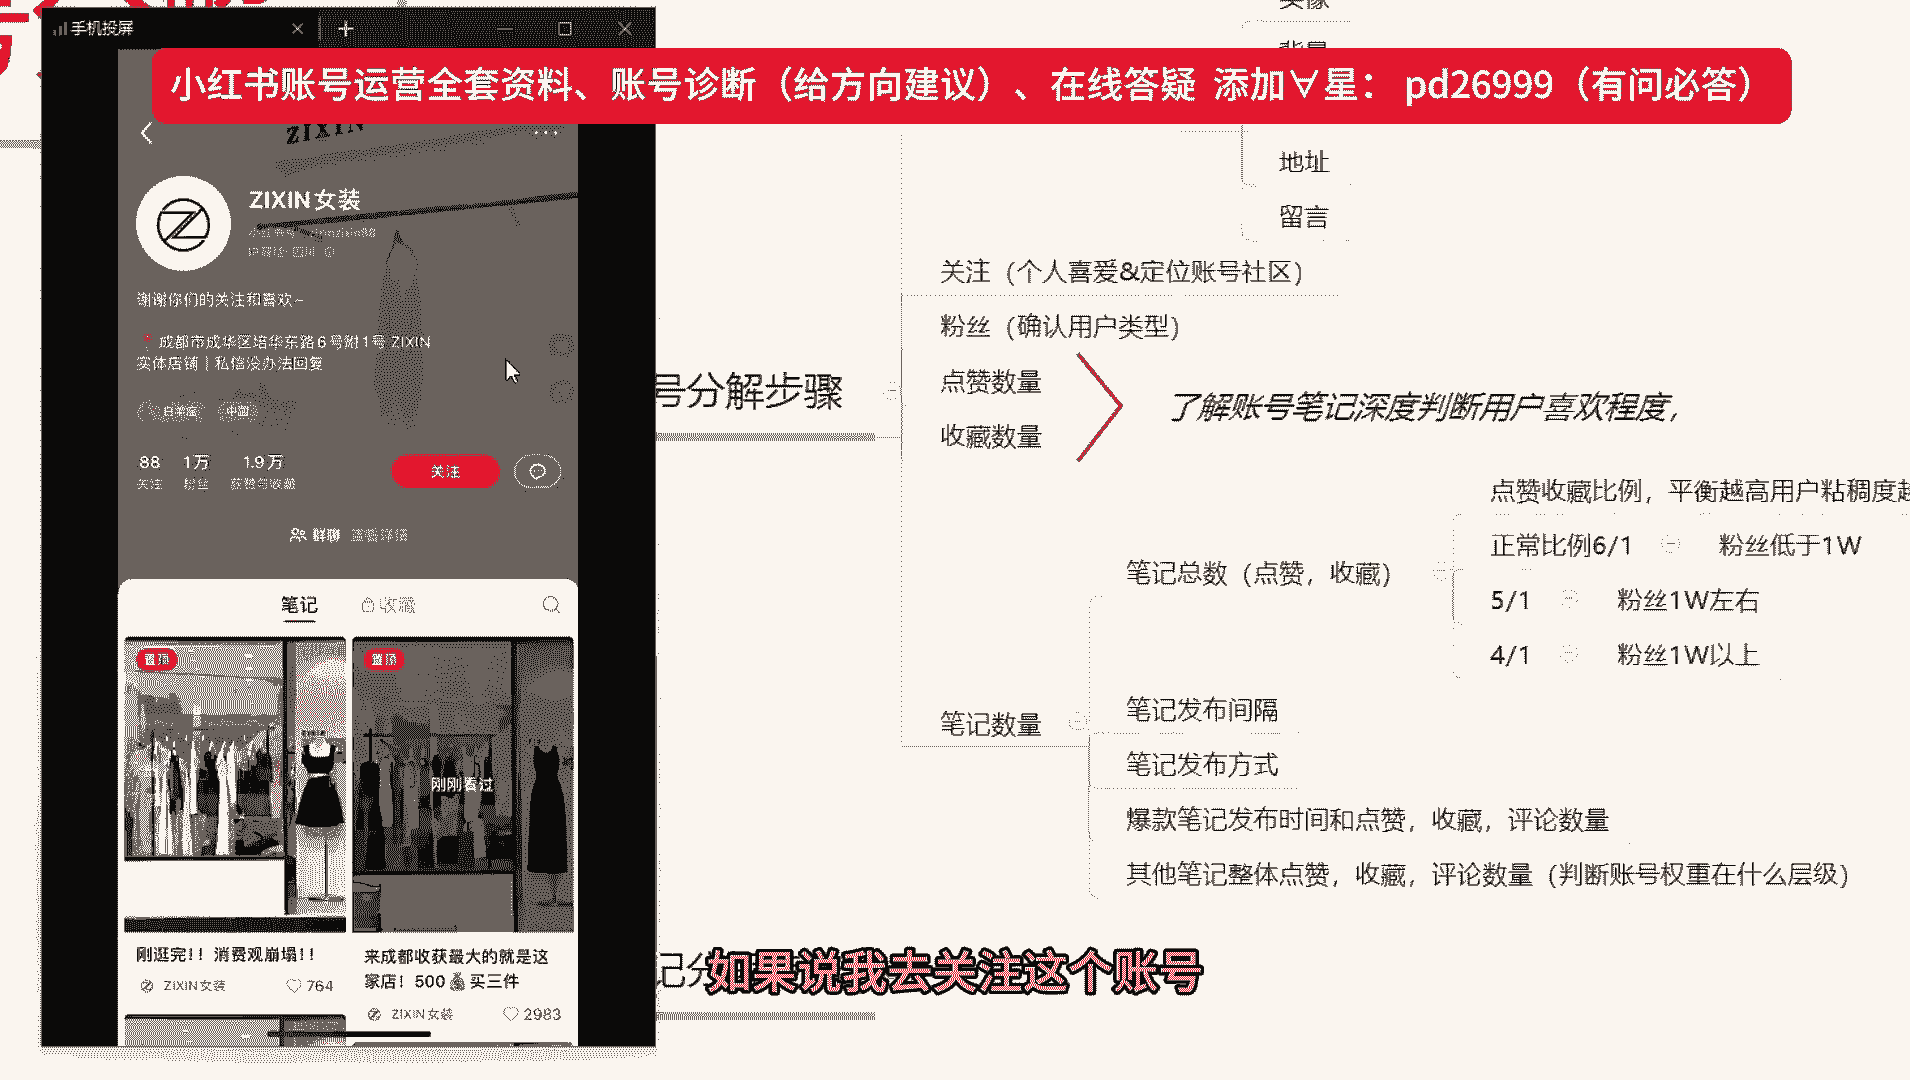 手机投屏
小红书账号运营全套资料、账号诊断（给方向建议）、在线答疑 添加∀星： pd26999（有问必答）
ZIXIN
ZIXIN女装
谢谢你们的关注和喜欢~
📍成都市成华区培华东路6号附1号 ZIXIN
实体店铺｜私信没办法回复
白羊座
中国
88 1万 1.9万
关注 粉丝 获赞与收藏
关注
群聊 查看详情
笔记 收藏
置顶
置顶
刚刚看过
刚逛完!! 消费观崩塌!!
ZIXIN女装 764
来成都收获最大的就是这
家店！500💰买三件
ZIXIN女装 2983
号分解步骤
头像
背景
地址
留言
关注（个人喜爱&定位账号社区）
粉丝（确认用户类型）
点赞数量
收藏数量
了解账号笔记深度判断用户喜欢程度，
笔记数量
笔记总数（点赞，收藏）
点赞收藏比例，平衡越高用户粘稠度越
正常比例6/1 粉丝低于1W
5/1 粉丝1W左右
4/1 粉丝1W以上
笔记发布间隔
笔记发布方式
爆款笔记发布时间和点赞，收藏，评论数量
其他笔记整体点赞，收藏，评论数量（判断账号权重在什么层级）
如果说我去关注这个账号